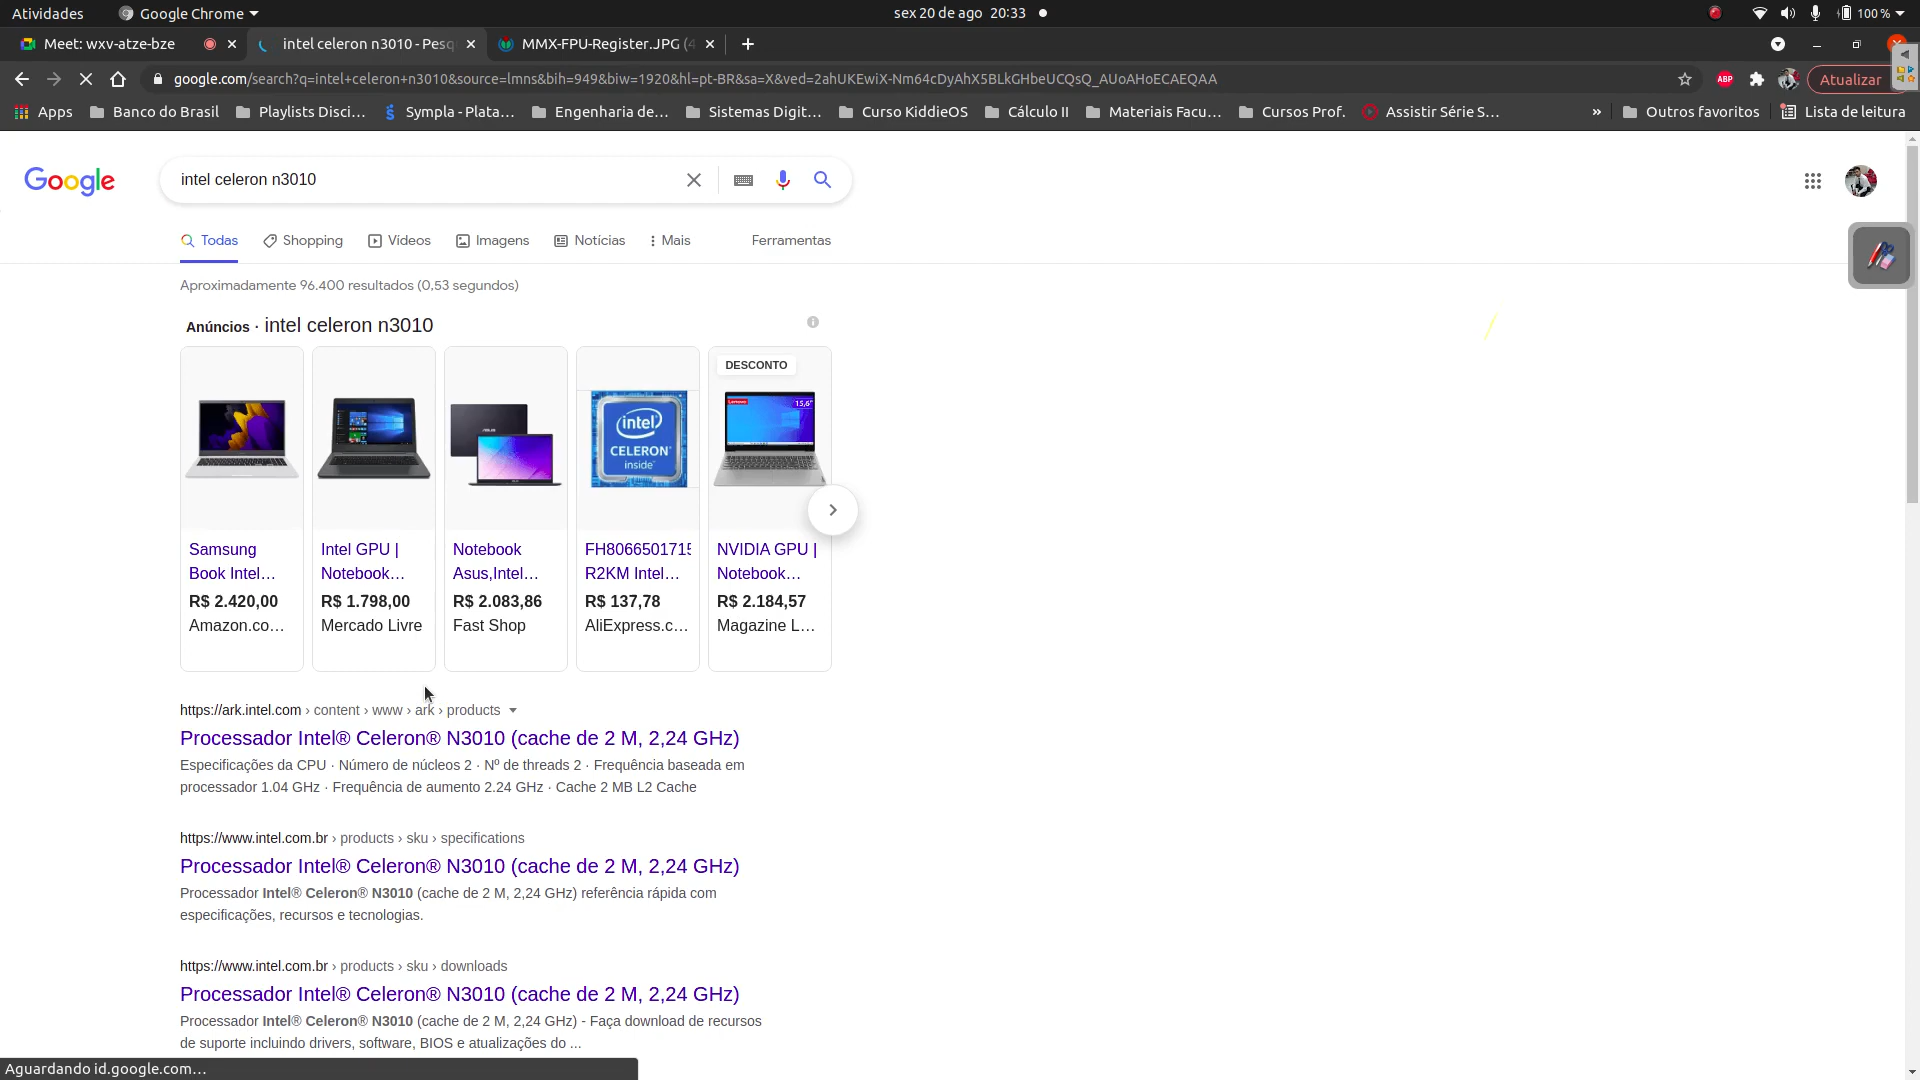 Atividades
Google Chrome
sex 20 de ago 20:33
100 %
Meet: wxv-atze-bze
intel celeron n3010 - Pesq
MMX-FPU-Register.JPG (4
google.com/search?q=intel+celeron+n3010&source=lmns&bih=949&biw=1920&hl=pt-BR&sa=X&ved=2ahUKEwiX-Nm64cDyAhX5BLkGHbeUCQsQ_AUoAHoECAEQAA
ABP
Atualizar
Apps
Banco do Brasil
Playlists Disci...
Sympla - Plata...
Engenharia de...
Sistemas Digit...
Curso KiddieOS
Cálculo II
Materiais Facu...
Cursos Prof.
Assistir Série S...
»
Outros favoritos
Lista de leitura
Google
intel celeron n3010
Todas
Shopping
Vídeos
Imagens
Notícias
Mais
Ferramentas
Aproximadamente 96.400 resultados (0,53 segundos)
Anúncios · intel celeron n3010
DESCONTO
ASUS
intel
CELERON
inside
Lenovo
15,6"
Samsung
Book Intel...
R$ 2.420,00
Amazon.co...
Intel GPU |
Notebook...
R$ 1.798,00
Mercado Livre
Notebook
Asus,Intel...
R$ 2.083,86
Fast Shop
FH8066501715
R2KM Intel...
R$ 137,78
AliExpress.c...
NVIDIA GPU |
Notebook...
R$ 2.184,57
Magazine L...
https://ark.intel.com › content › www › ark › products
Processador Intel® Celeron® N3010 (cache de 2 M, 2,24 GHz)
Especificações da CPU · Número de núcleos 2 · Nº de threads 2 · Frequência baseada em
processador 1.04 GHz · Frequência de aumento 2.24 GHz · Cache 2 MB L2 Cache
https://www.intel.com.br › products › sku › specifications
Processador Intel® Celeron® N3010 (cache de 2 M, 2,24 GHz)
Processador Intel® Celeron® N3010 (cache de 2 M, 2,24 GHz) referência rápida com
especificações, recursos e tecnologias.
https://www.intel.com.br › products › sku › downloads
Processador Intel® Celeron® N3010 (cache de 2 M, 2,24 GHz)
Processador Intel® Celeron® N3010 (cache de 2 M, 2,24 GHz) - Faça download de recursos
de suporte incluindo drivers, software, BIOS e atualizações do ...
Aguardando id.google.com...